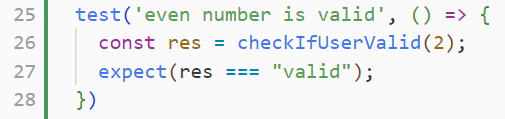 25 test('even number is valid', () => {
26 const res = checkIfUserValid(2);
27 expect(res === "valid");
28 })